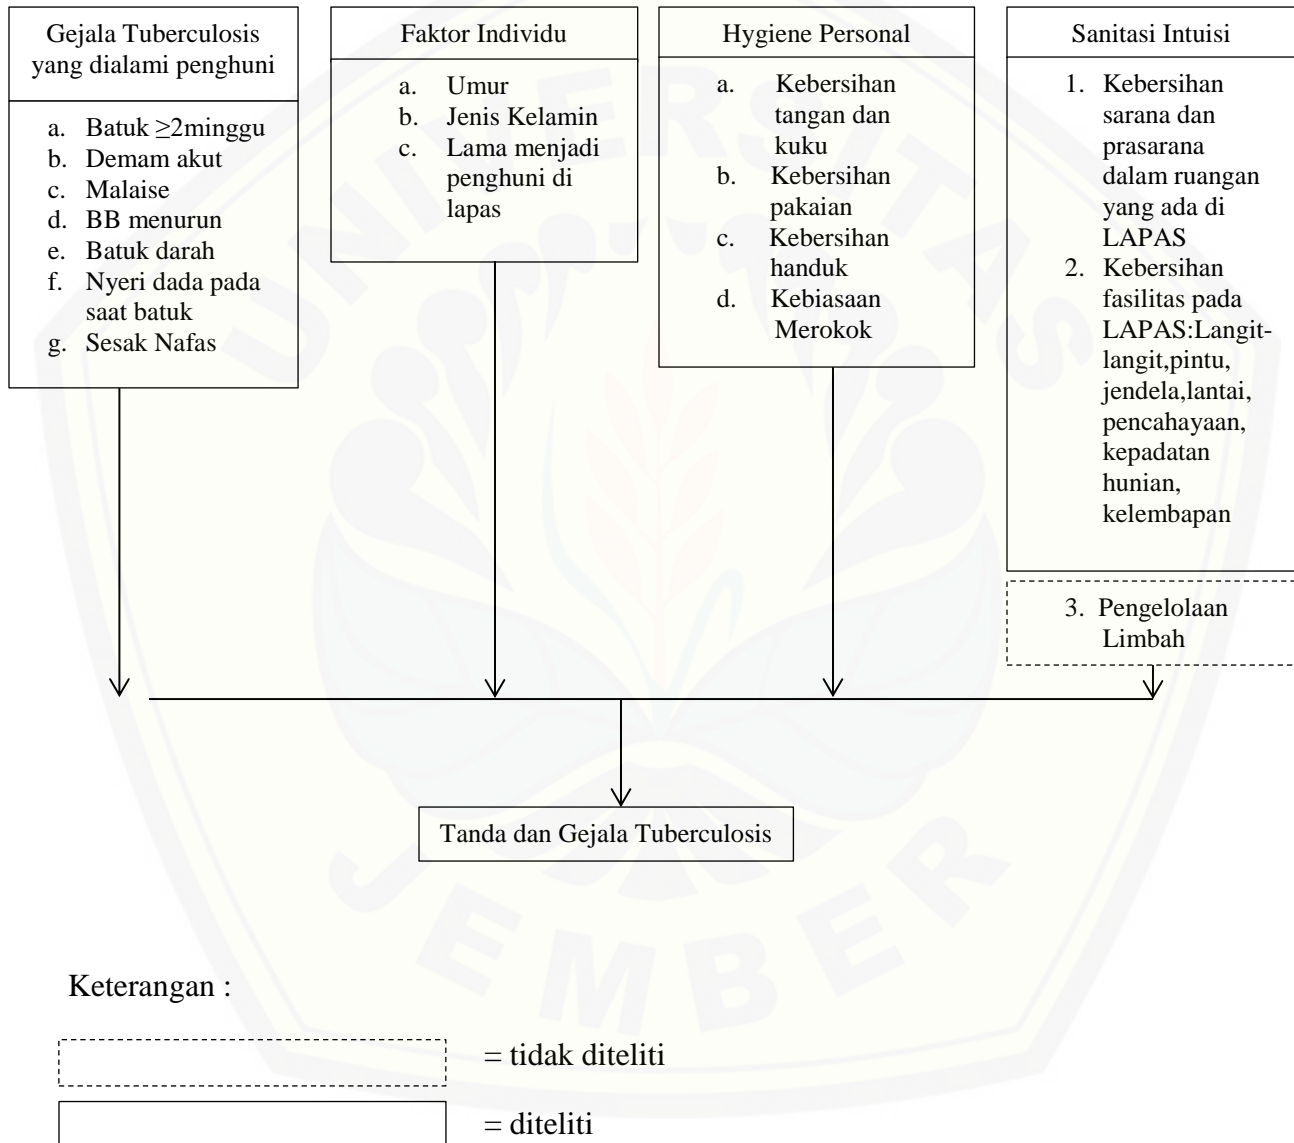 Gejala Tuberculosis
yang dialami penghuni
a. Batuk ≥2minggu
b. Demam akut
c. Malaise
d. BB menurun
e. Batuk darah
f. Nyeri dada pada
saat batuk
g. Sesak Nafas
Faktor Individu
a. Umur
b. Jenis Kelamin
c. Lama menjadi
penghuni di
lapas
Hygiene Personal
a. Kebersihan
tangan dan
kuku
b. Kebersihan
pakaian
c. Kebersihan
handuk
d. Kebiasaan
Merokok
Sanitasi Intuisi
1. Kebersihan
sarana dan
prasarana
dalam ruangan
yang ada di
LAPAS
2. Kebersihan
fasilitas pada
LAPAS:Langit-
langit,pintu,
jendela,lantai,
pencahayaan,
kepadatan
hunian,
kelembapan
3. Pengelolaan
Limbah
Tanda dan Gejala Tuberculosis
Keterangan :
= tidak diteliti
= diteliti
UNIVERSITAS
JEMBER